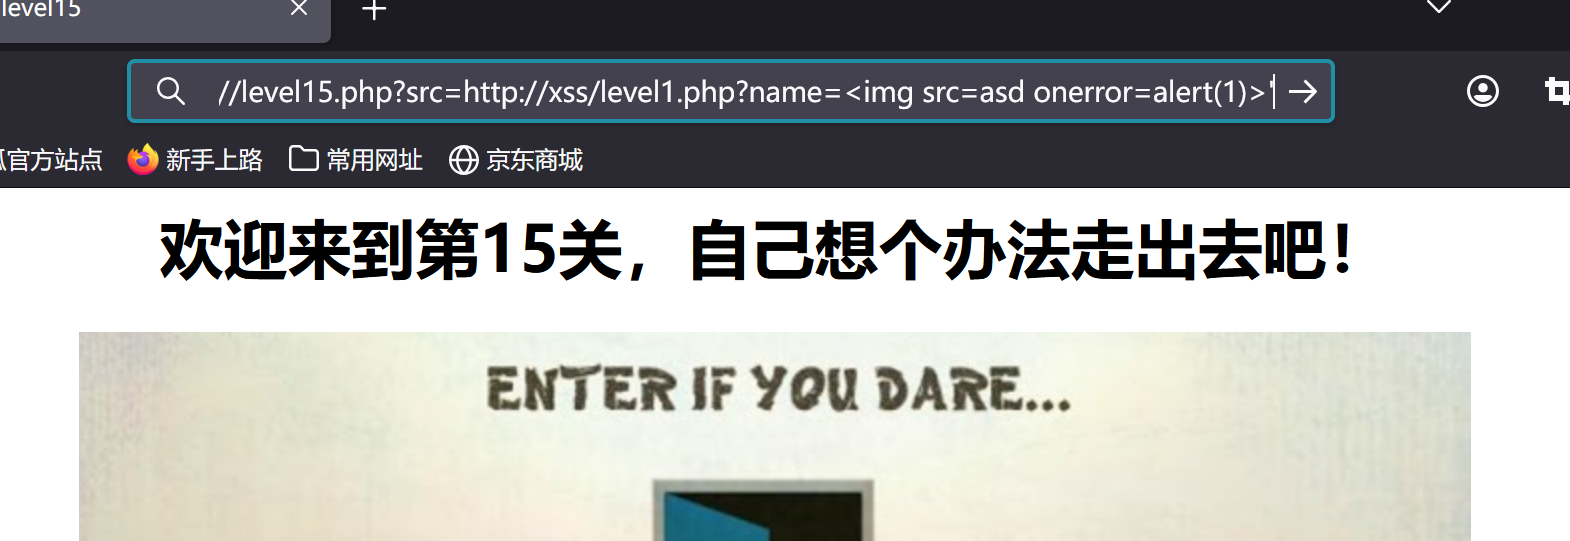 level15
//level15.php?src=http://xss/level1.php?name=<img src=asd onerror=alert(1)>'
官方站点 新手上路 常用网址 京东商城
欢迎来到第15关，自己想个办法走出去吧！
ENTER IF YOU DARE...